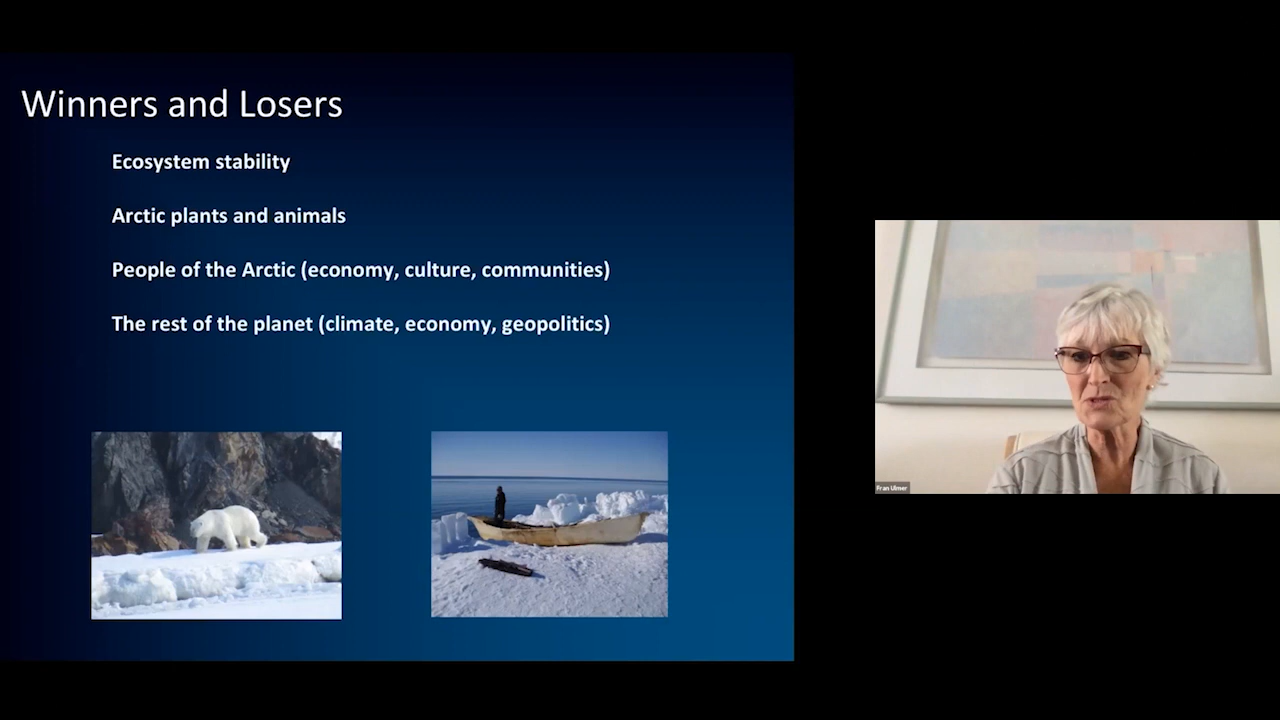 Winners and Losers
Ecosystem stability
Arctic plants and animals
People of the Arctic (economy, culture, communities)
The rest of the planet (climate, economy, geopolitics)
Fran Ulmer